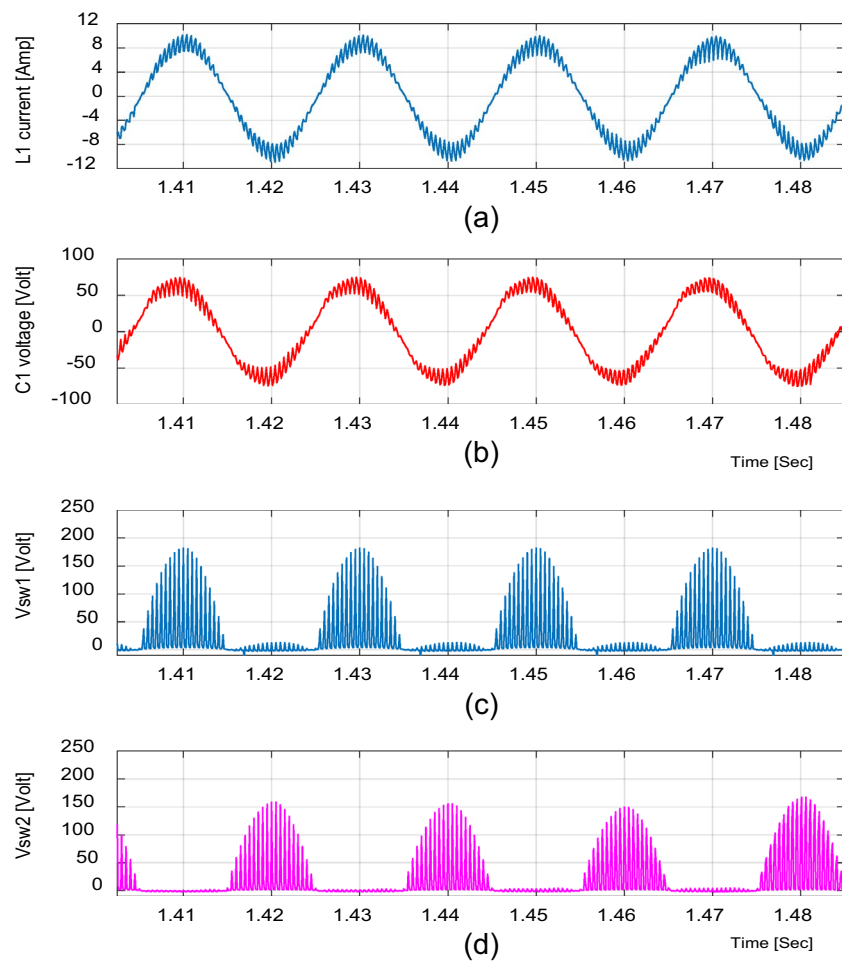 12
8
4
0
-4
-8
-12
L1 current [Amp]
1.41 1.42 1.43 1.44 1.45 1.46 1.47 1.48
(a)
100
50
0
-50
-100
C1 voltage [Volt]
1.41 1.42 1.43 1.44 1.45 1.46 1.47 1.48
(b)
Time [Sec]
250
200
150
100
50
0
Vsw1 [Volt]
1.41 1.42 1.43 1.44 1.45 1.46 1.47 1.48
(c)
250
200
150
100
50
0
Vsw2 [Volt]
1.41 1.42 1.43 1.44 1.45 1.46 1.47 1.48
(d)
Time [Sec]